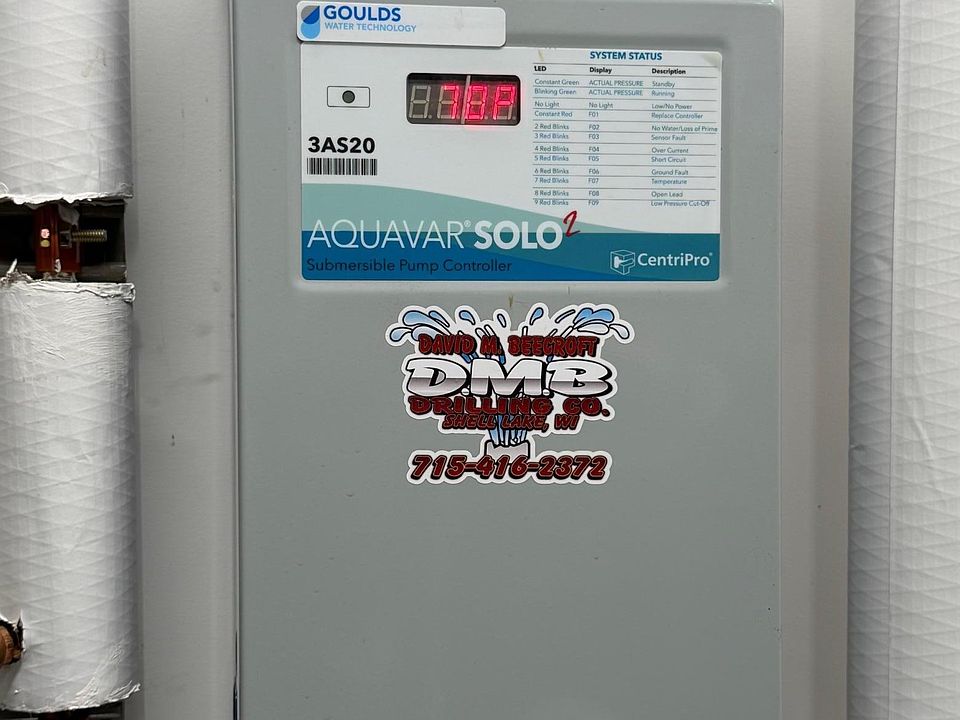 GOULDS
WATER TECHNOLOGY
SYSTEM STATUS
LED Display Description
Constant Green ACTUAL PRESSURE Standby
Blinking Green ACTUAL PRESSURE Running
No Light No Light Low/No Power
Constant Red F01 Replace Controller
2 Red Blinks F02 No Water/Loss of Prime
3 Red Blinks F03 Sensor Fault
4 Red Blinks F04 Over Current
5 Red Blinks F05 Short Circuit
6 Red Blinks F06 Ground Fault
7 Red Blinks F07 Temperature
8 Red Blinks F08 Open Lead
9 Red Blinks F09 Low Pressure Cut-Off
3AS20
AQUAVAR® SOLO2
Submersible Pump Controller
CentriPro®
DAVID M. BEECROFT
D.M.B
DRILLING CO.
SHELL LAKE, WI
715-416-2372